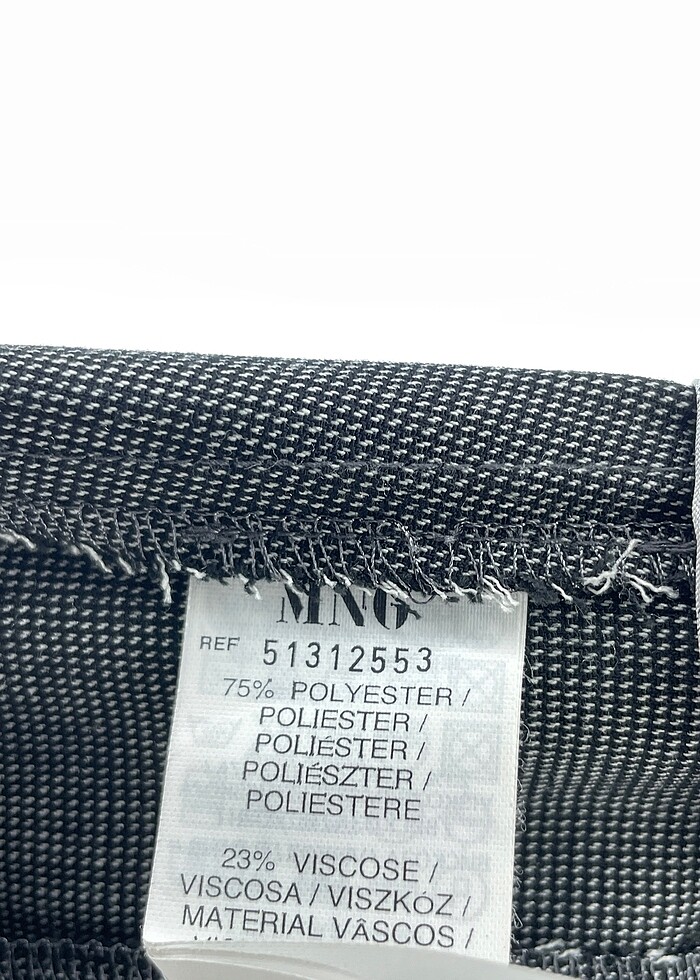 MNG
REF 51312553
75% POLYESTER /
POLIESTER /
POLIÉSTER /
POLIÉSZTER /
POLIESTERE
23% VISCOSE /
VISCOSA / VISZKÓZ /
MATERIAL VÂSCOS /